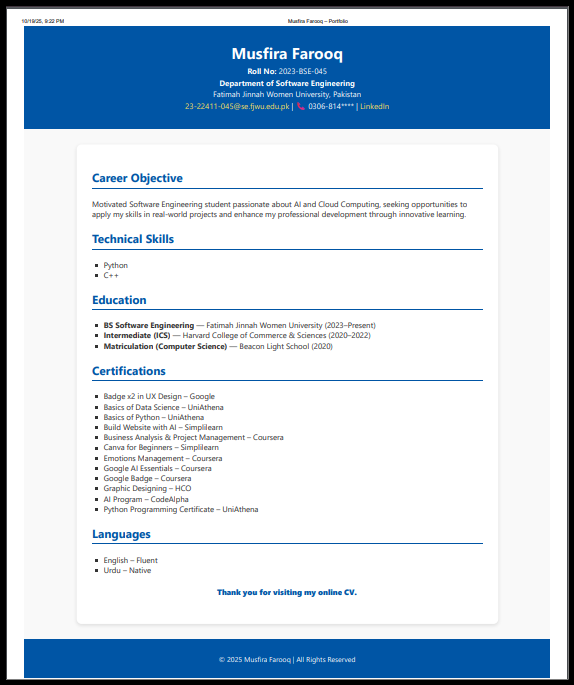 10/19/25, 9:22 PM
Musfira Farooq – Portfolio
Musfira Farooq
Roll No: 2023-BSE-045
Department of Software Engineering
Fatimah Jinnah Women University, Pakistan
23-22411-045@se.fjwu.edu.pk | 📞 0306-814**** | LinkedIn
Career Objective
Motivated Software Engineering student passionate about AI and Cloud Computing, seeking opportunities to
apply my skills in real-world projects and enhance my professional development through innovative learning.
Technical Skills
Python
C++
Education
BS Software Engineering — Fatimah Jinnah Women University (2023–Present)
Intermediate (ICS) — Harvard College of Commerce & Sciences (2020–2022)
Matriculation (Computer Science) — Beacon Light School (2020)
Certifications
Badge x2 in UX Design – Google
Basics of Data Science – UniAthena
Basics of Python – UniAthena
Build Website with AI – Simplilearn
Business Analysis & Project Management – Coursera
Canva for Beginners – Simplilearn
Emotions Management – Coursera
Google AI Essentials – Coursera
Google Badge – Coursera
Graphic Designing – HCO
AI Program – CodeAlpha
Python Programming Certificate – UniAthena
Languages
English – Fluent
Urdu – Native
Thank you for visiting my online CV.
© 2025 Musfira Farooq | All Rights Reserved